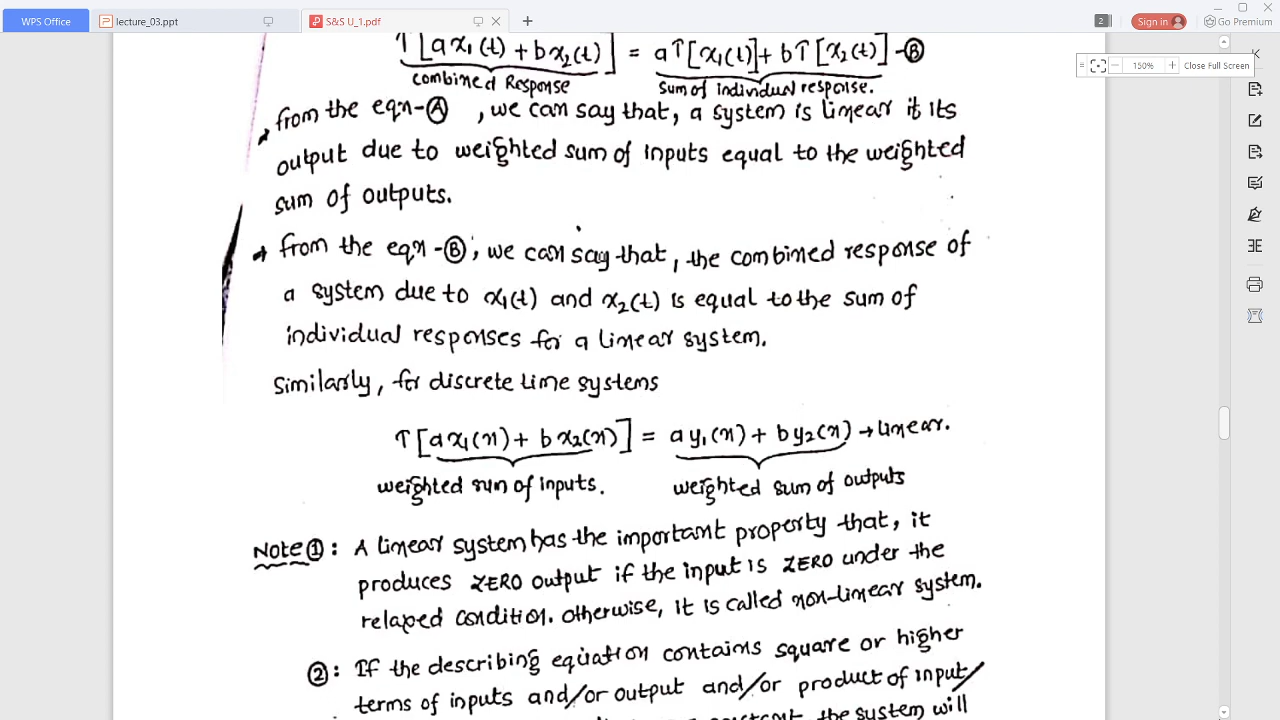 WPS Office
lecture_03.ppt
S&S U_1.pdf
2
Sign in
Go Premium
T[ax₁(t) + bx₂(t)] = aT[x₁(t)] + bT[x₂(t)] - Ⓑ
combined Response
sum of individual response.
150%
Close Full Screen
from the eqn-Ⓐ , we can say that, a system is linear if its
output due to weighted sum of inputs equal to the weighted
sum of outputs.
→ from the eqn-Ⓑ, we can say that, the combined response of
a system due to x₁(t) and x₂(t) is equal to the sum of
individual responses for a linear system.
Similarly, for discrete time systems
T[ax₁(n) + bx₂(n)] = ay₁(n) + by₂(n) → linear.
weighted sum of inputs.
weighted sum of outputs
Note①: A linear system has the important property that, it
produces ZERO output if the input is ZERO under the
relaxed condition. otherwise, it is called non-linear system.
②: If the describing equation contains square or higher
terms of inputs and/or output and/or product of input/
constant, the system will